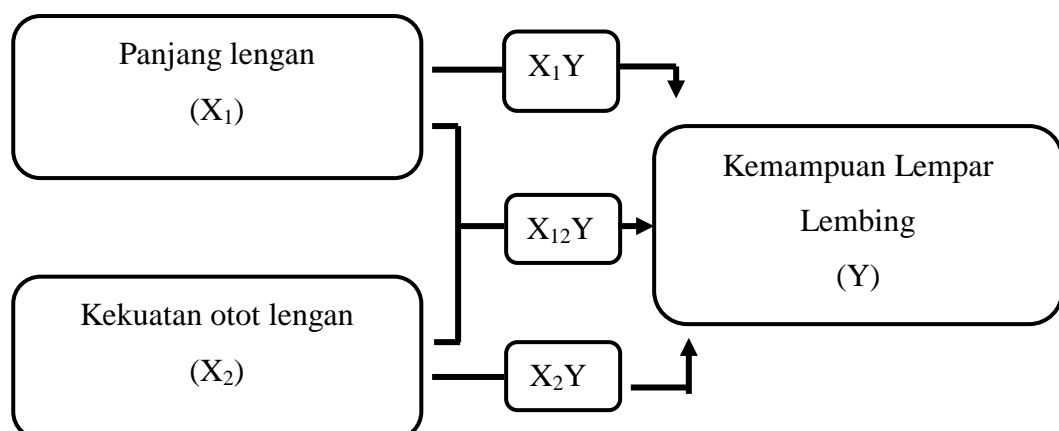 Panjang lengan
(X₁)
X₁Y
Kemampuan Lempar
Lembing
(Y)
X₁₂Y
Kekuatan otot lengan
(X₂)
X₂Y